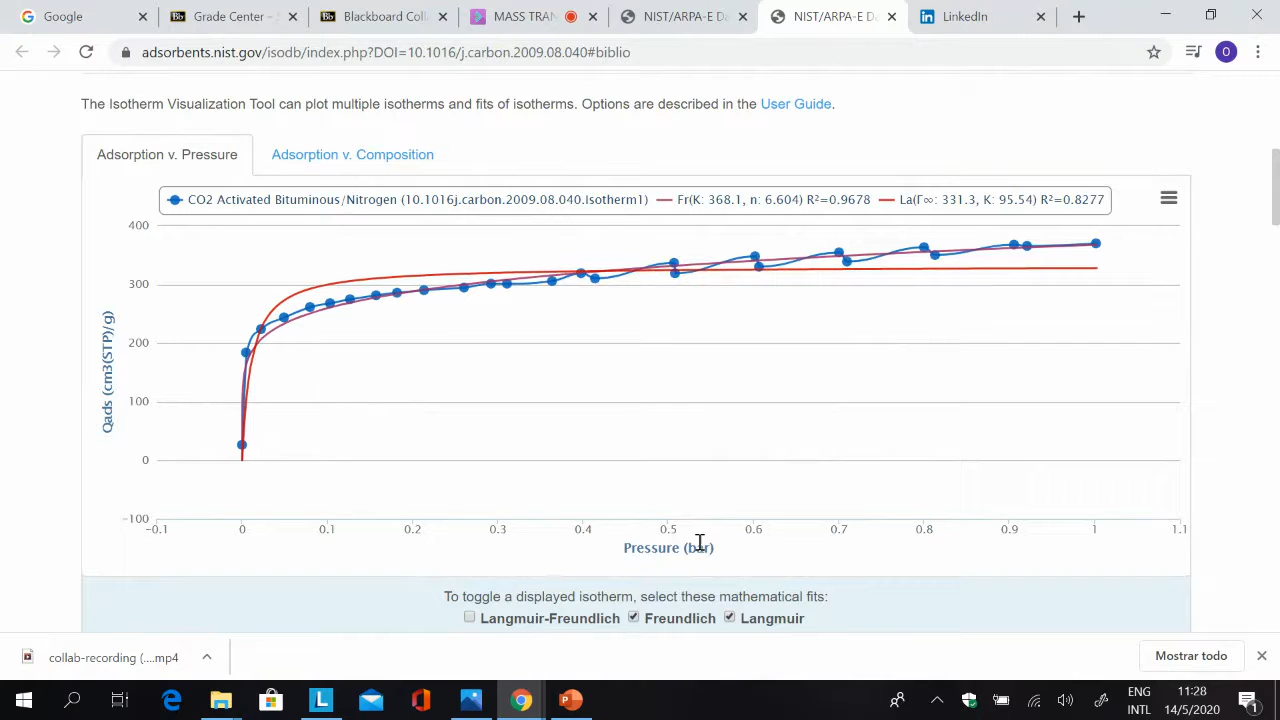 Google
Grade Center –
Blackboard Coll
MASS TRAN
NIST/ARPA-E Da
NIST/ARPA-E Da
LinkedIn
adsorbents.nist.gov/isodb/index.php?DOI=10.1016/j.carbon.2009.08.040#biblio
O
The Isotherm Visualization Tool can plot multiple isotherms and fits of isotherms. Options are described in the User Guide.
Adsorption v. Pressure
Adsorption v. Composition
CO2 Activated Bituminous/Nitrogen (10.1016j.carbon.2009.08.040.Isotherm1)
Fr(K: 368.1, n: 6.604) R²=0.9678
La(Γ∞: 331.3, K: 95.54) R²=0.8277
400
300
200
100
0
−100
Qads (cm3(STP)/g)
−0.1 0 0.1 0.2 0.3 0.4 0.5 0.6 0.7 0.8 0.9 1 1.1
Pressure (bar)
To toggle a displayed isotherm, select these mathematical fits:
Langmuir-Freundlich Freundlich Langmuir
collab-recording (....mp4
Mostrar todo
ENG
INTL
11:28
14/5/2020
1